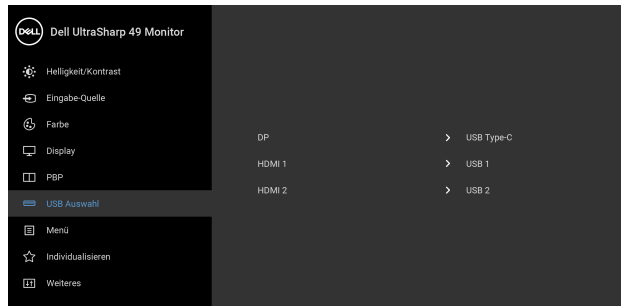 DELL Dell UltraSharp 49 Monitor
Helligkeit/Kontrast
Eingabe-Quelle
Farbe
Display
PBP
USB Auswahl
Menü
Individualisieren
Weiteres
DP > USB Type-C
HDMI 1 > USB 1
HDMI 2 > USB 2